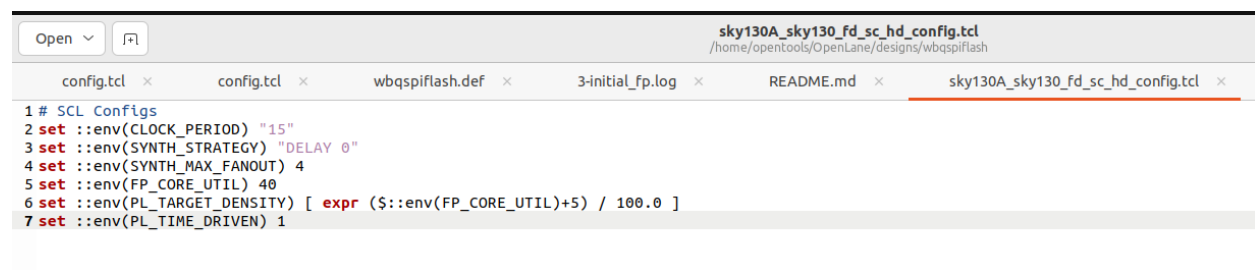 Open
sky130A_sky130_fd_sc_hd_config.tcl
/home/opentools/OpenLane/designs/wbqspiflash
config.tcl × config.tcl × wbqspiflash.def × 3-initial_fp.log × README.md × sky130A_sky130_fd_sc_hd_config.tcl ×
1 # SCL Configs
2 set ::env(CLOCK_PERIOD) "15"
3 set ::env(SYNTH_STRATEGY) "DELAY 0"
4 set ::env(SYNTH_MAX_FANOUT) 4
5 set ::env(FP_CORE_UTIL) 40
6 set ::env(PL_TARGET_DENSITY) [ expr ($::env(FP_CORE_UTIL)+5) / 100.0 ]
7 set ::env(PL_TIME_DRIVEN) 1